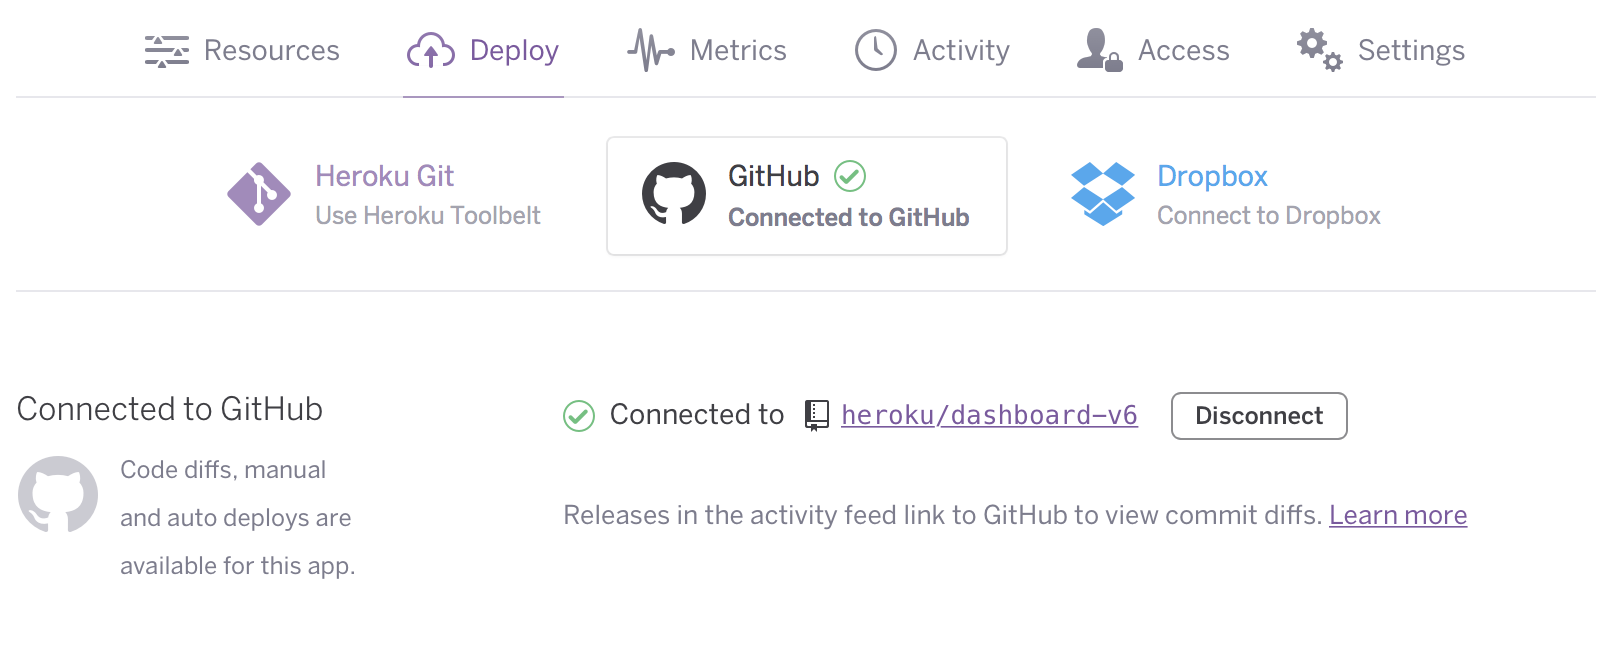 Resources Deploy Metrics Activity Access Settings
Heroku Git
Use Heroku Toolbelt
GitHub
Connected to GitHub
Dropbox
Connect to Dropbox
Connected to GitHub
Code diffs, manual
and auto deploys are
available for this app.
Connected to heroku/dashboard-v6 Disconnect
Releases in the activity feed link to GitHub to view commit diffs. Learn more